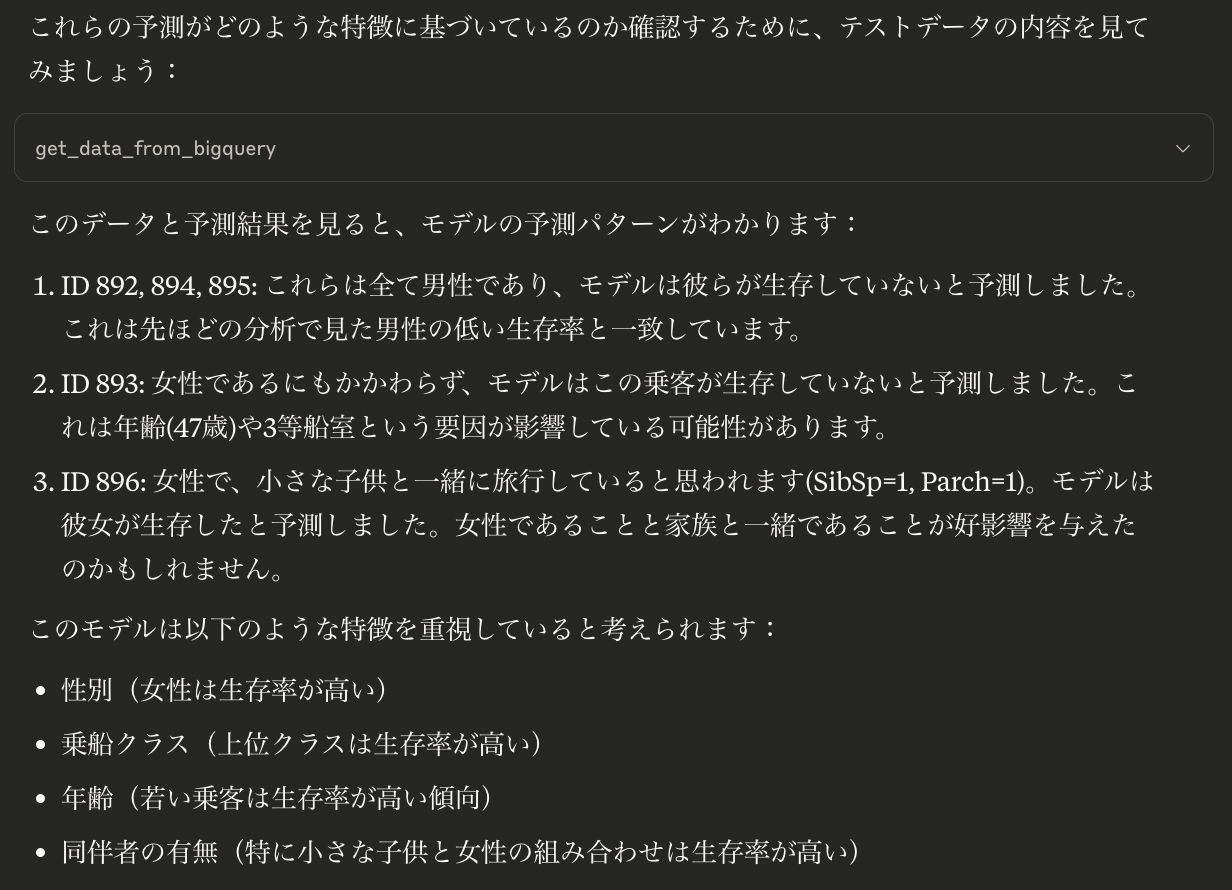 これらの予測がどのような特徴に基づいているのか確認するために、テストデータの内容を見て
みましょう：
get_data_from_bigquery
このデータと予測結果を見ると、モデルの予測パターンがわかります：
1. ID 892, 894, 895: これらは全て男性であり、モデルは彼らが生存していないと予測しました。
これは先ほどの分析で見た男性の低い生存率と一致しています。
2. ID 893: 女性であるにもかかわらず、モデルはこの乗客が生存していないと予測しました。こ
れは年齢(47歳)や3等船室という要因が影響している可能性があります。
3. ID 896: 女性で、小さな子供と一緒に旅行していると思われます(SibSp=1, Parch=1)。モデルは
彼女が生存したと予測しました。女性であることと家族と一緒であることが好影響を与えた
のかもしれません。
このモデルは以下のような特徴を重視していると考えられます：
• 性別（女性は生存率が高い）
• 乗船クラス（上位クラスは生存率が高い）
• 年齢（若い乗客は生存率が高い傾向）
• 同伴者の有無（特に小さな子供と女性の組み合わせは生存率が高い）